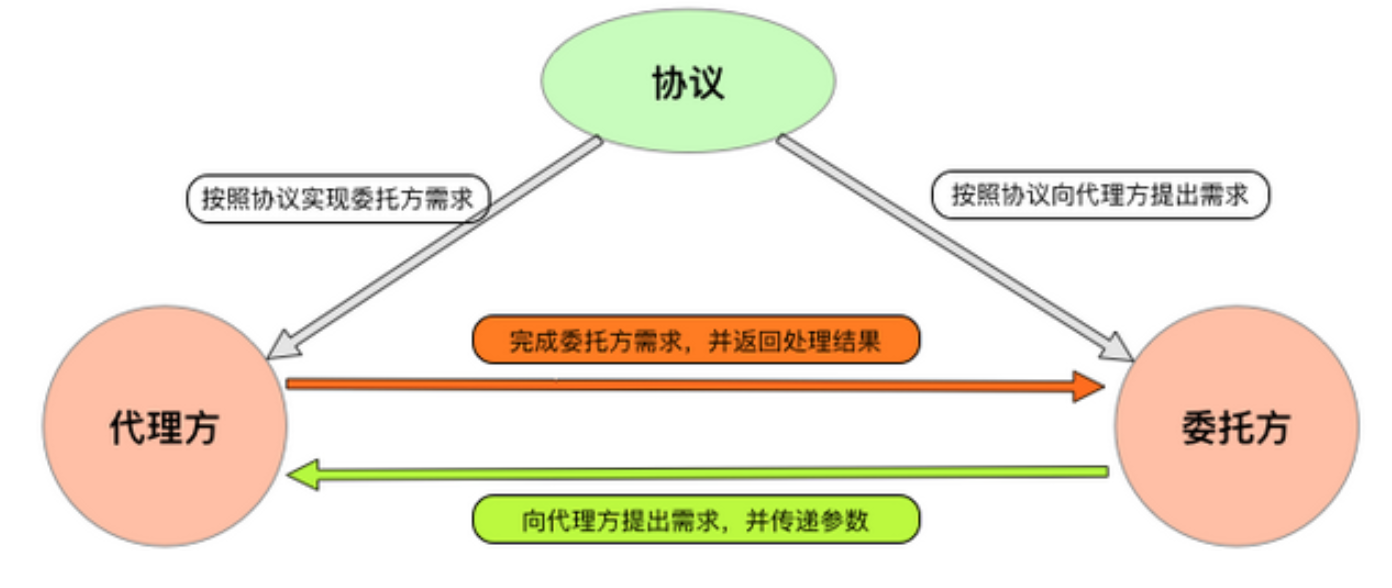 协议
按照协议实现委托方需求
按照协议向代理方提出需求
完成委托方需求，并返回处理结果
代理方
委托方
向代理方提出需求，并传递参数